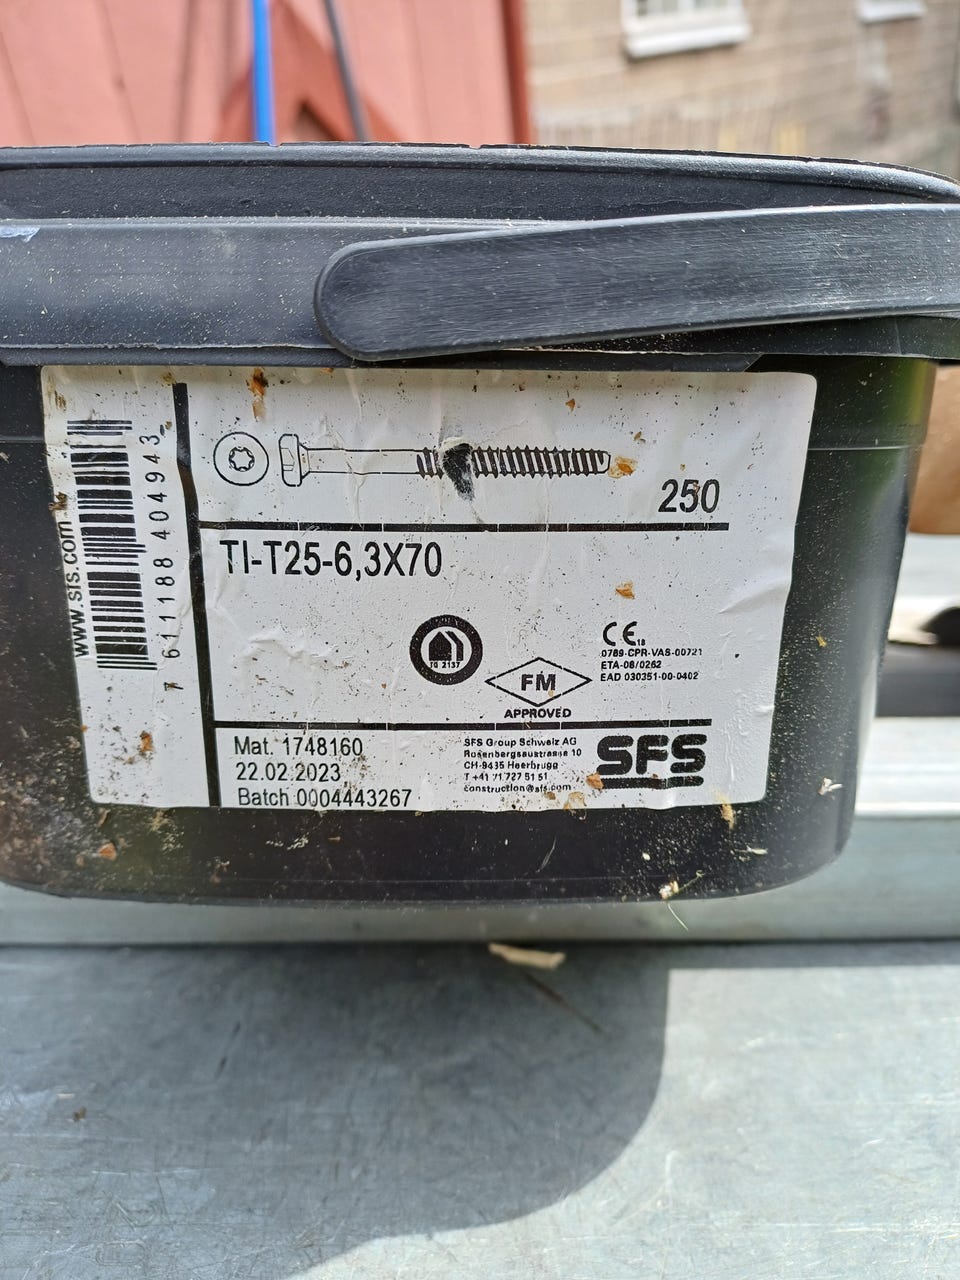 www.sfs.com
7 611188 404943
250
TI-T25-6,3X70
TG 2137
FM
APPROVED
CE 18
0789-CPR-VAS-00721
ETA-08/0262
EAD 030351-00-0402
Mat. 1748160
22.02.2023
Batch 0004443267
SFS Group Schweiz AG
Rosenbergsaustrasse 10
CH-9435 Heerbrugg
T +41 71 727 51 51
construction@sfs.com
SFS